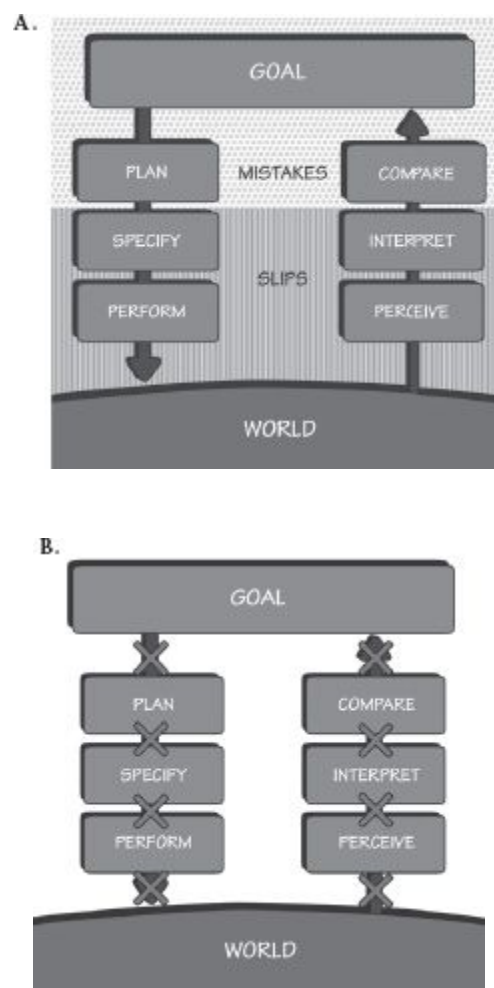 A.
GOAL
PLAN MISTAKES COMPARE
SPECIFY INTERPRET
SLIPS
PERFORM PERCEIVE
WORLD
B.
GOAL
PLAN COMPARE
SPECIFY INTERPRET
PERFORM PERCEIVE
WORLD